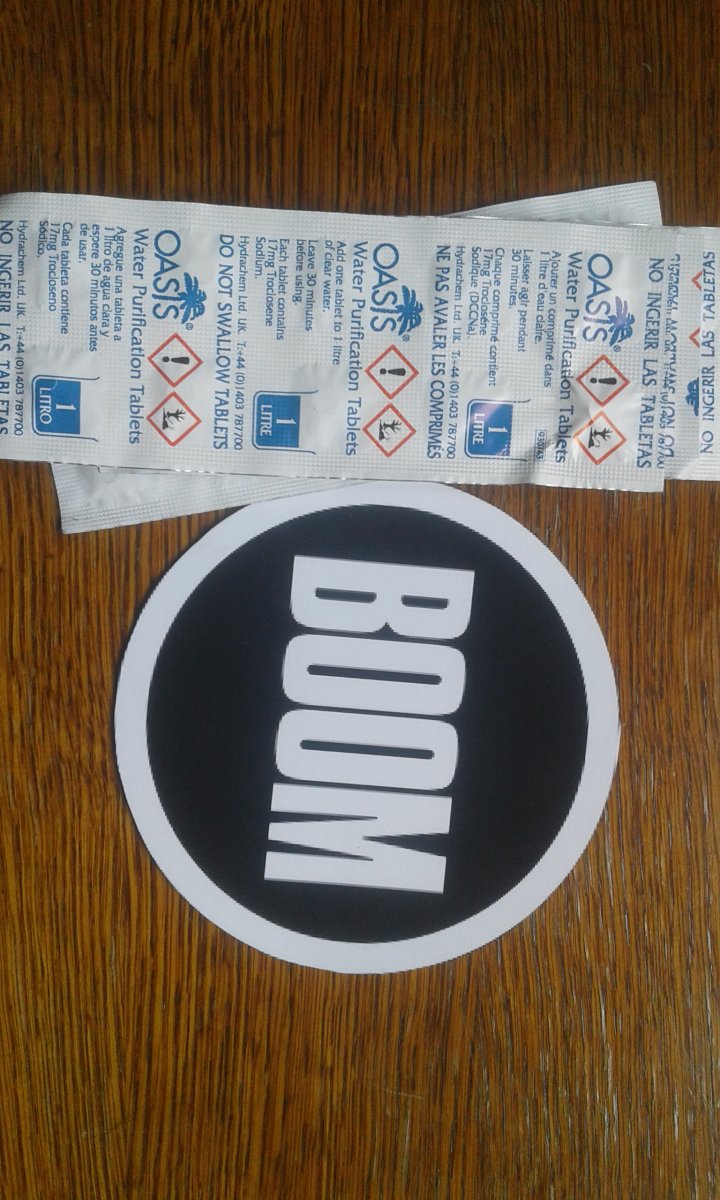 NO INGERIR LAS TABLETAS
NO INGERIR LAS TABLETAS
OASIS®
Water Purification Tablets
Ajouter un comprimé dans
1 litre d'eau claire.
Laisser agir pendant
30 minutes.
Chaque comprimé contient
17mg Troclosène
Sodique (DCCNa).
Hydrachem Ltd. UK. T:+44 (0)1403 787700
NE PAS AVALER LES COMPRIMÉS
1
LITRE
OASIS®
Water Purification Tablets
Add one tablet to 1 litre
of clear water.
Leave 30 minutes
before using.
Each tablet contains
17mg Troclosene
Sodium.
Hydrachem Ltd. UK. T:+44 (0)1403 787700
DO NOT SWALLOW TABLETS
1
LITRE
OASIS®
Water Purification Tablets
Agregue una tableta a
1 litro de agua clara y
espere 30 minutos antes
de usar.
Cada tableta contiene
17mg Trocloseno
Sódico.
Hydrachem Ltd. UK. T:+44 (0)1403 787700
NO INGERIR LAS TABLETAS
1
LITRO
BOOM